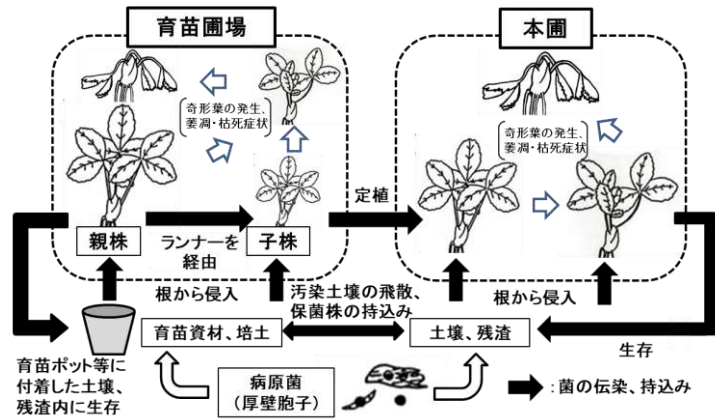 育苗圃場
本圃
奇形葉の発生、
萎凋・枯死症状
奇形葉の発生、
萎凋・枯死症状
親株
ランナーを
経由
子株
定植
根から侵入
汚染土壌の飛散、
保菌株の持込み
根から侵入
育苗資材、培土
土壌、残渣
生存
育苗ポット等に
付着した土壌、
残渣内に生存
病原菌
（厚壁胞子）
：菌の伝染、持込み